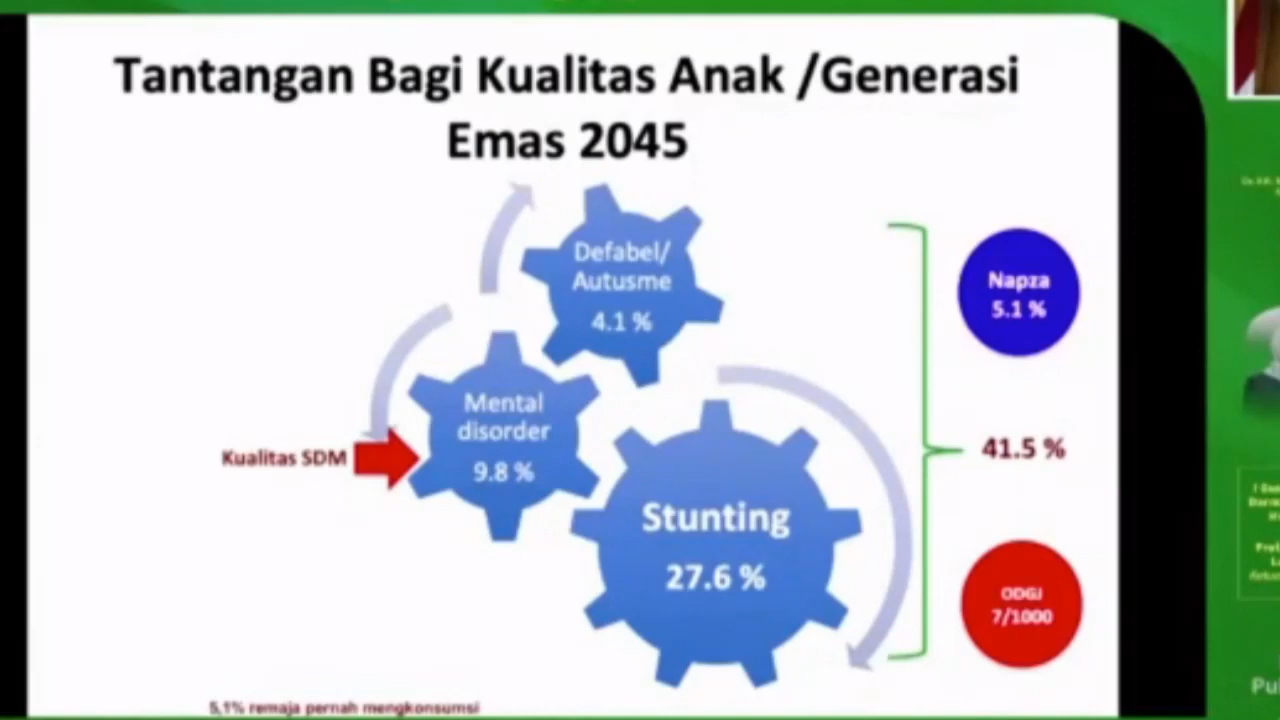 Tantangan Bagi Kualitas Anak /Generasi
Emas 2045
Defabel/
Autusme
4.1 %
Mental
disorder
9.8 %
Kualitas SDM
Stunting
27.6 %
Napza
5.1 %
41.5 %
ODGJ
7/1000
5,1% remaja pernah mengkonsumsi